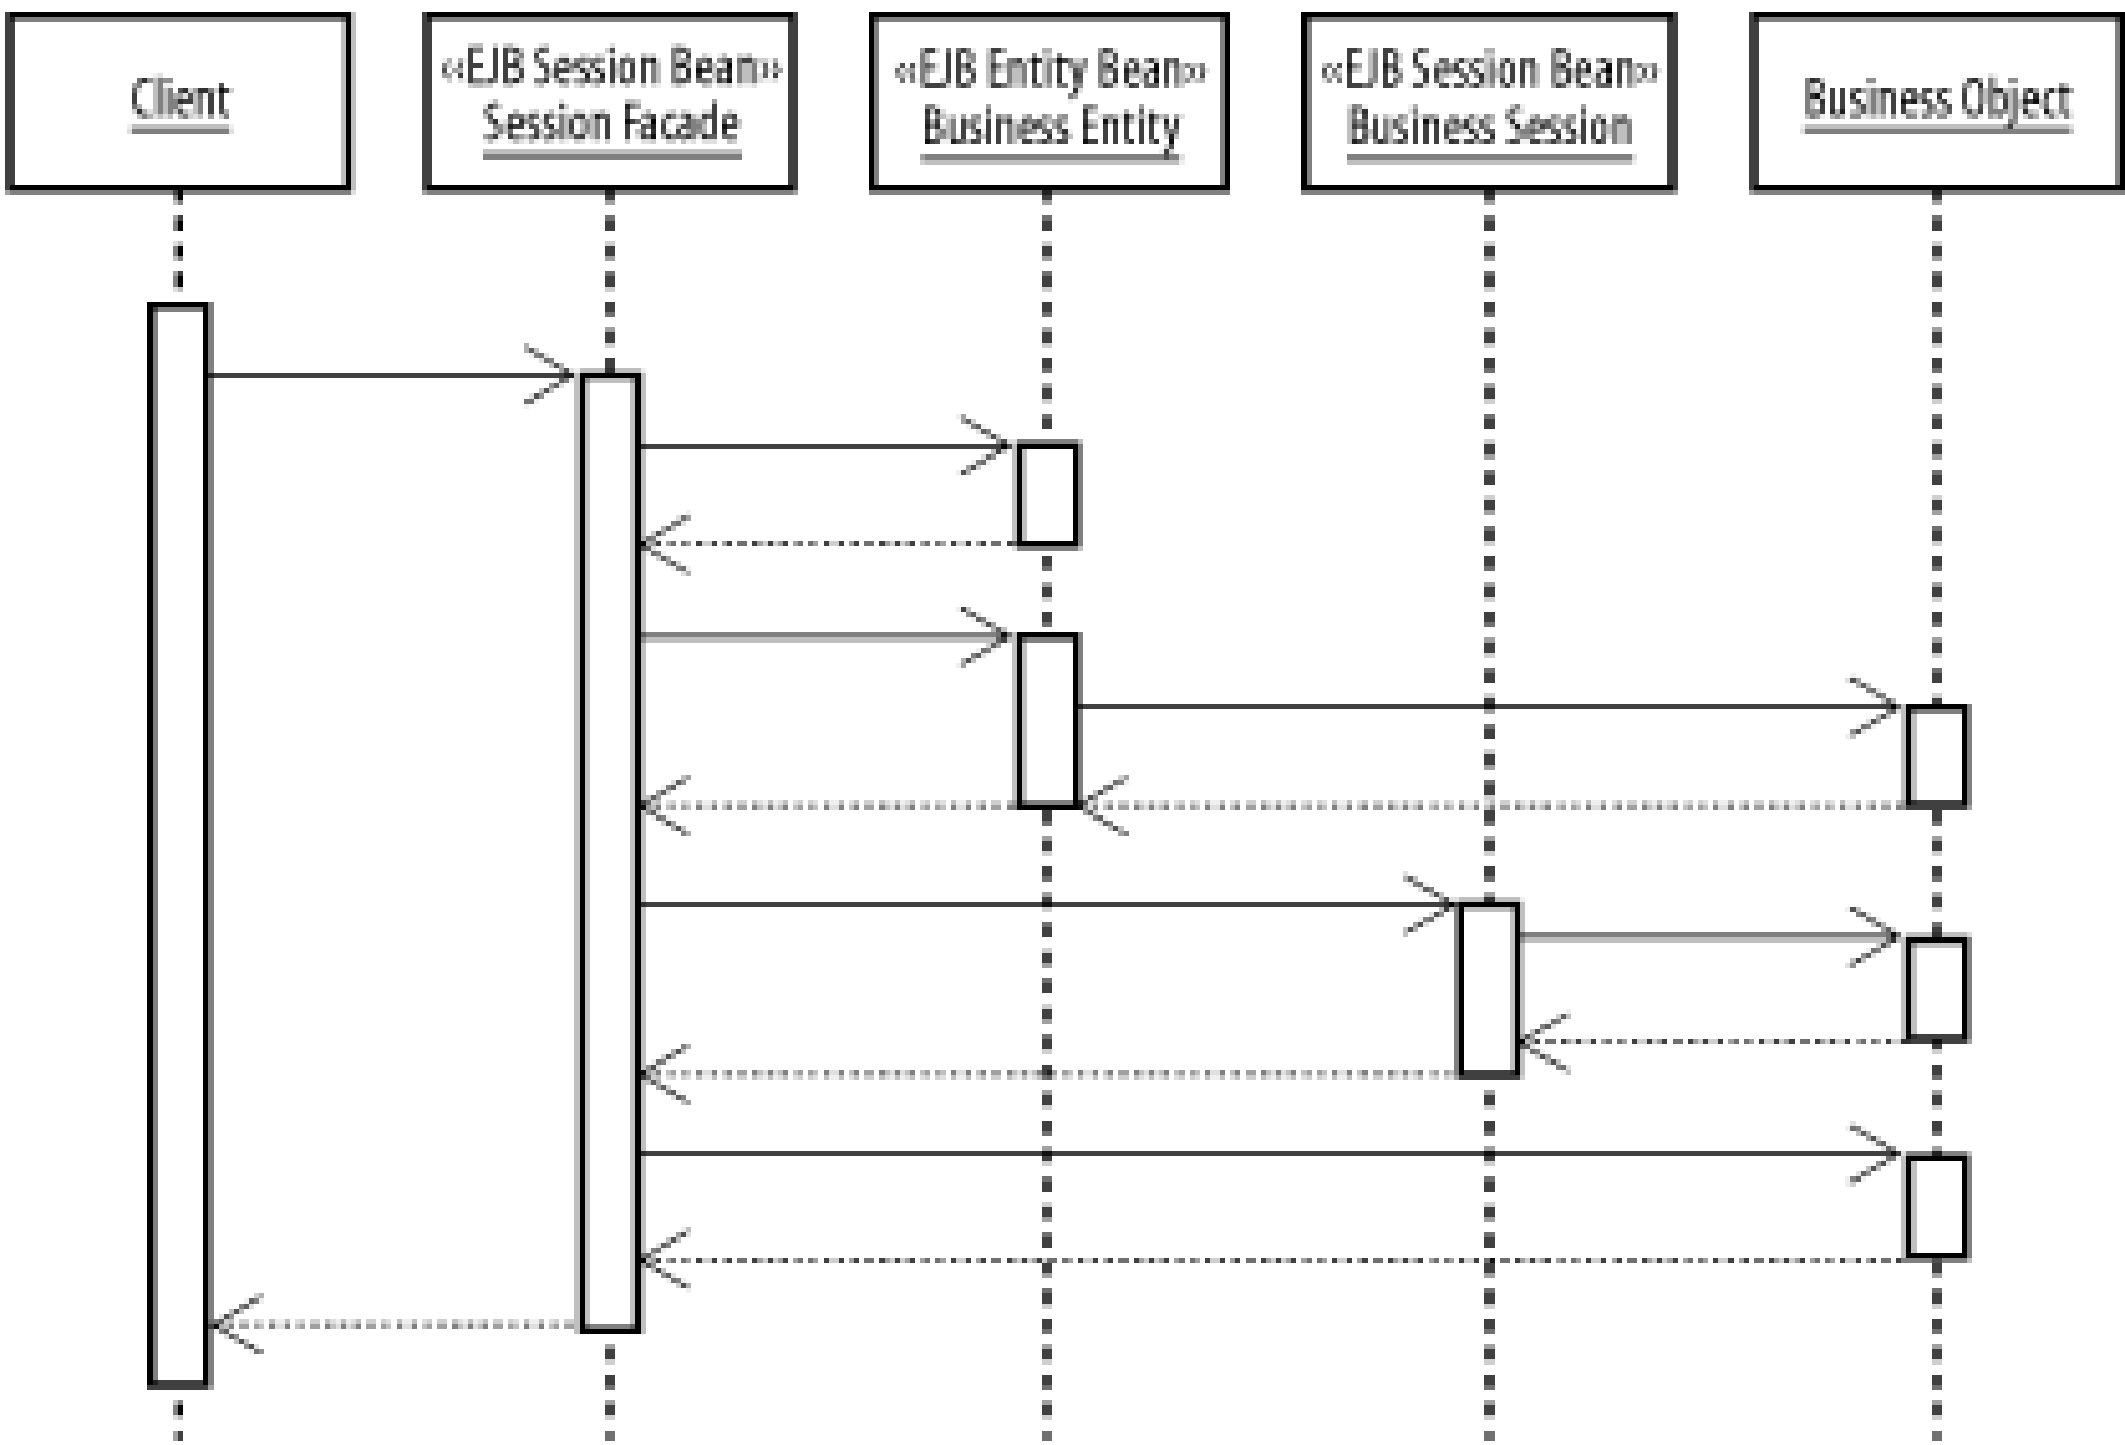 Client
«EJB Session Bean»
Session Facade
«EJB Entity Bean»
Business Entity
«EJB Session Bean»
Business Session
Business Object